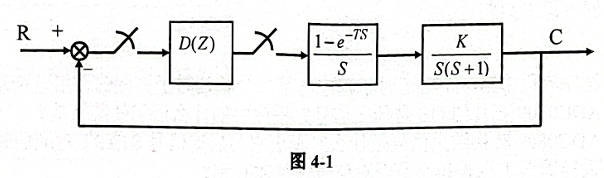 R + D(Z) 1−e^{−TS} / S K / S(S+1) C
−
图 4-1